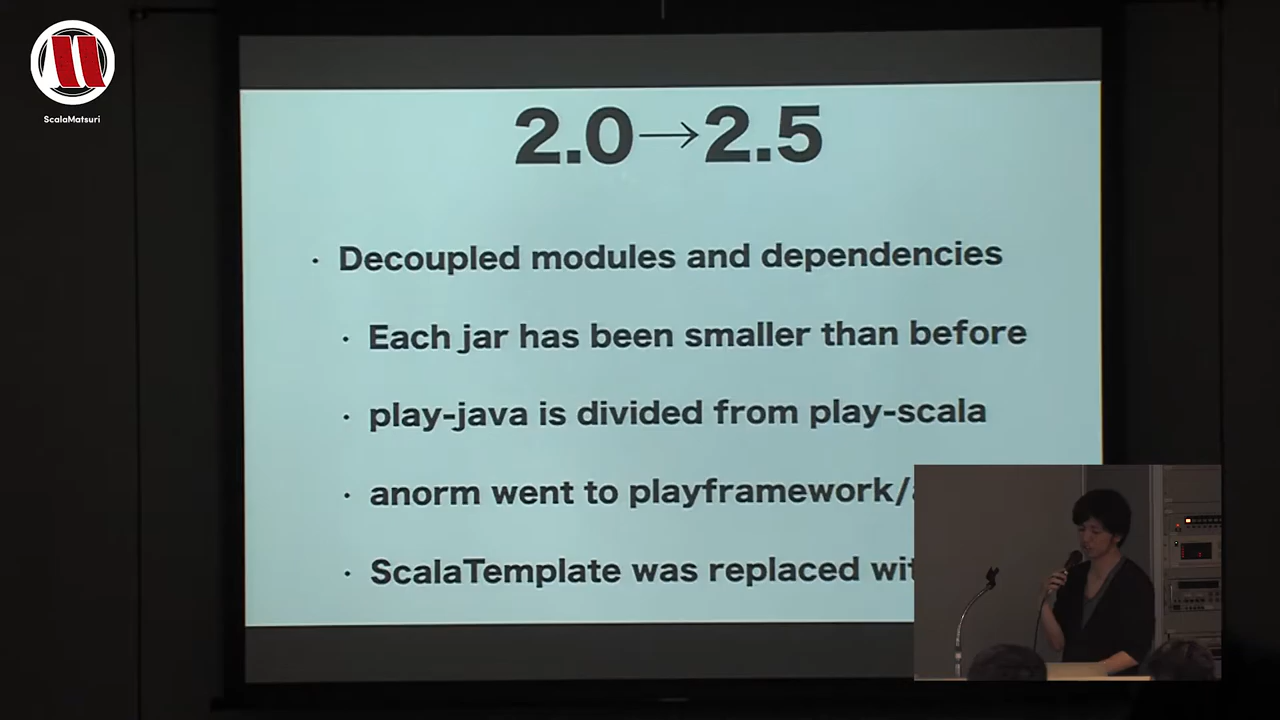 ScalaMatsuri
2.0→2.5
· Decoupled modules and dependencies
· Each jar has been smaller than before
· play-java is divided from play-scala
· anorm went to playframework/
· ScalaTemplate was replaced